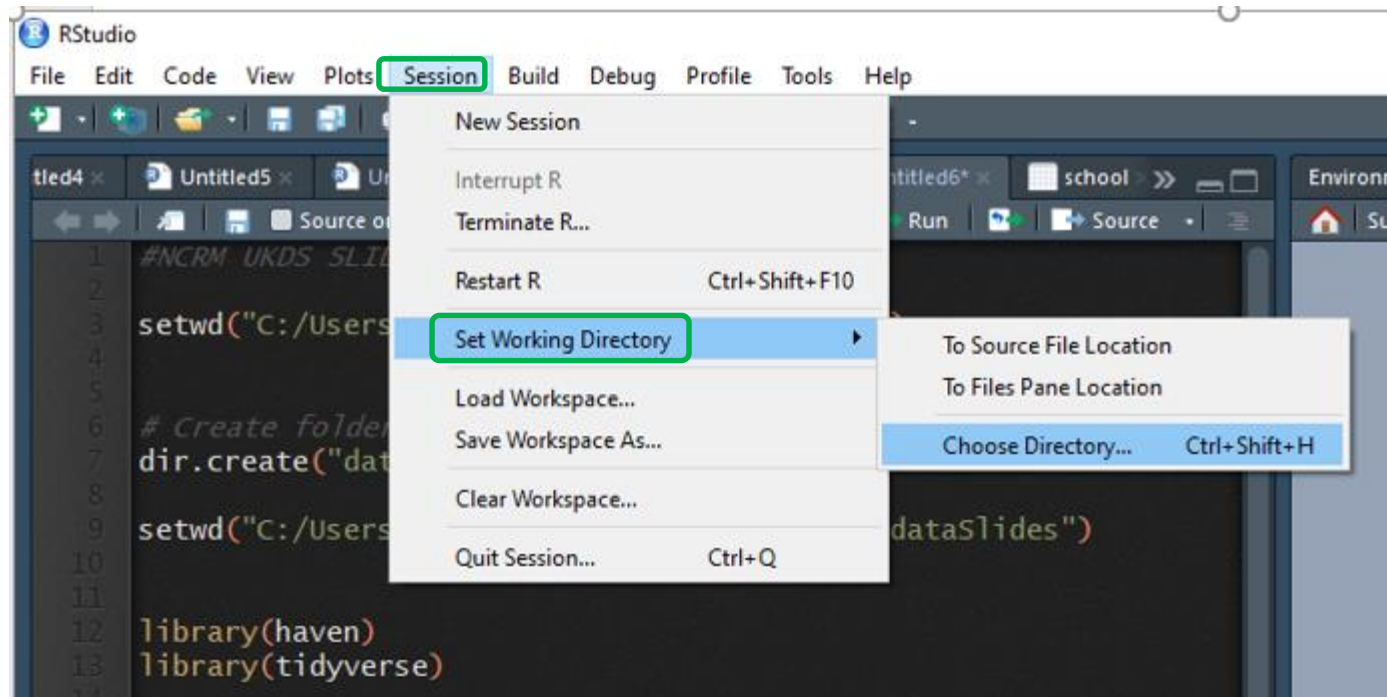 RStudio
File Edit Code View Plots Session Build Debug Profile Tools Help
New Session
Interrupt R
Terminate R...
Restart R Ctrl+Shift+F10
Set Working Directory
Load Workspace...
Save Workspace As...
Clear Workspace...
Quit Session... Ctrl+Q
To Source File Location
To Files Pane Location
Choose Directory... Ctrl+Shift+H
tled4 Untitled5 Un ntitled6* school Environ
Source o Run Source Su
1 #NCRM UKDS SLI
2
3 setwd("C:/Users )
4
5
6 # Create folder
7 dir.create("dat
8
9 setwd("C:/Users dataSlides")
10
11
12 library(haven)
13 library(tidyverse)